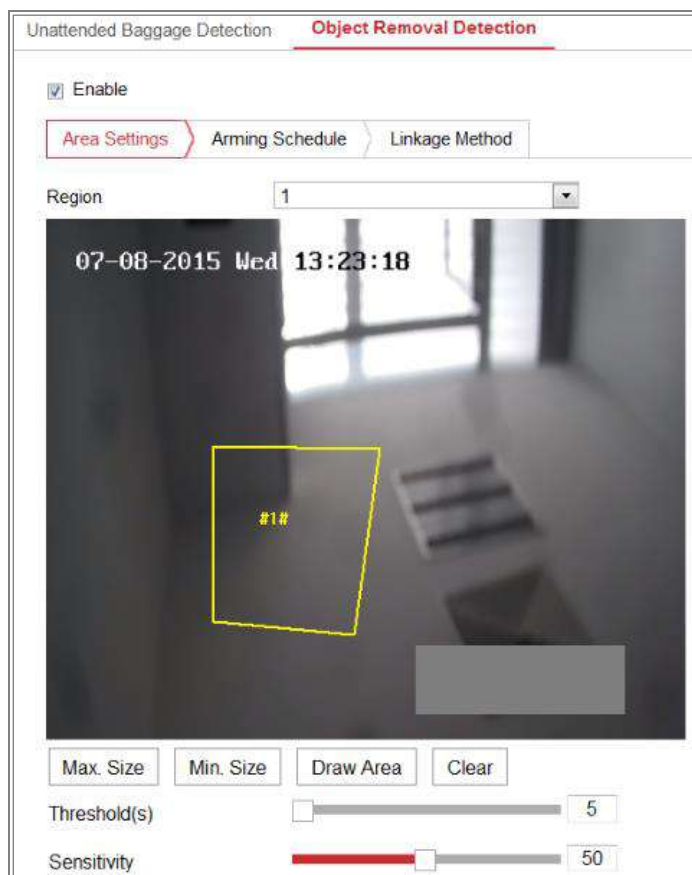 Unattended Baggage Detection Object Removal Detection
Enable
Area Settings Arming Schedule Linkage Method
Region 1
07-08-2015 Wed 13:23:18
#1#
Max. Size Min. Size Draw Area Clear
Threshold(s) 5
Sensitivity 50